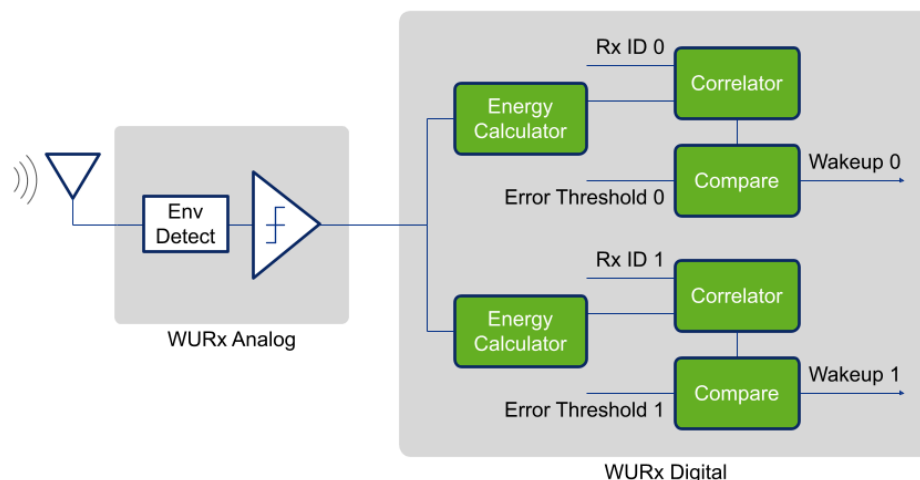 Rx ID 0
Correlator
Energy
Calculator
Wakeup 0
Compare
Error Threshold 0
Env
Detect
Rx ID 1
Correlator
Energy
Calculator
WURx Analog
Wakeup 1
Compare
Error Threshold 1
WURx Digital